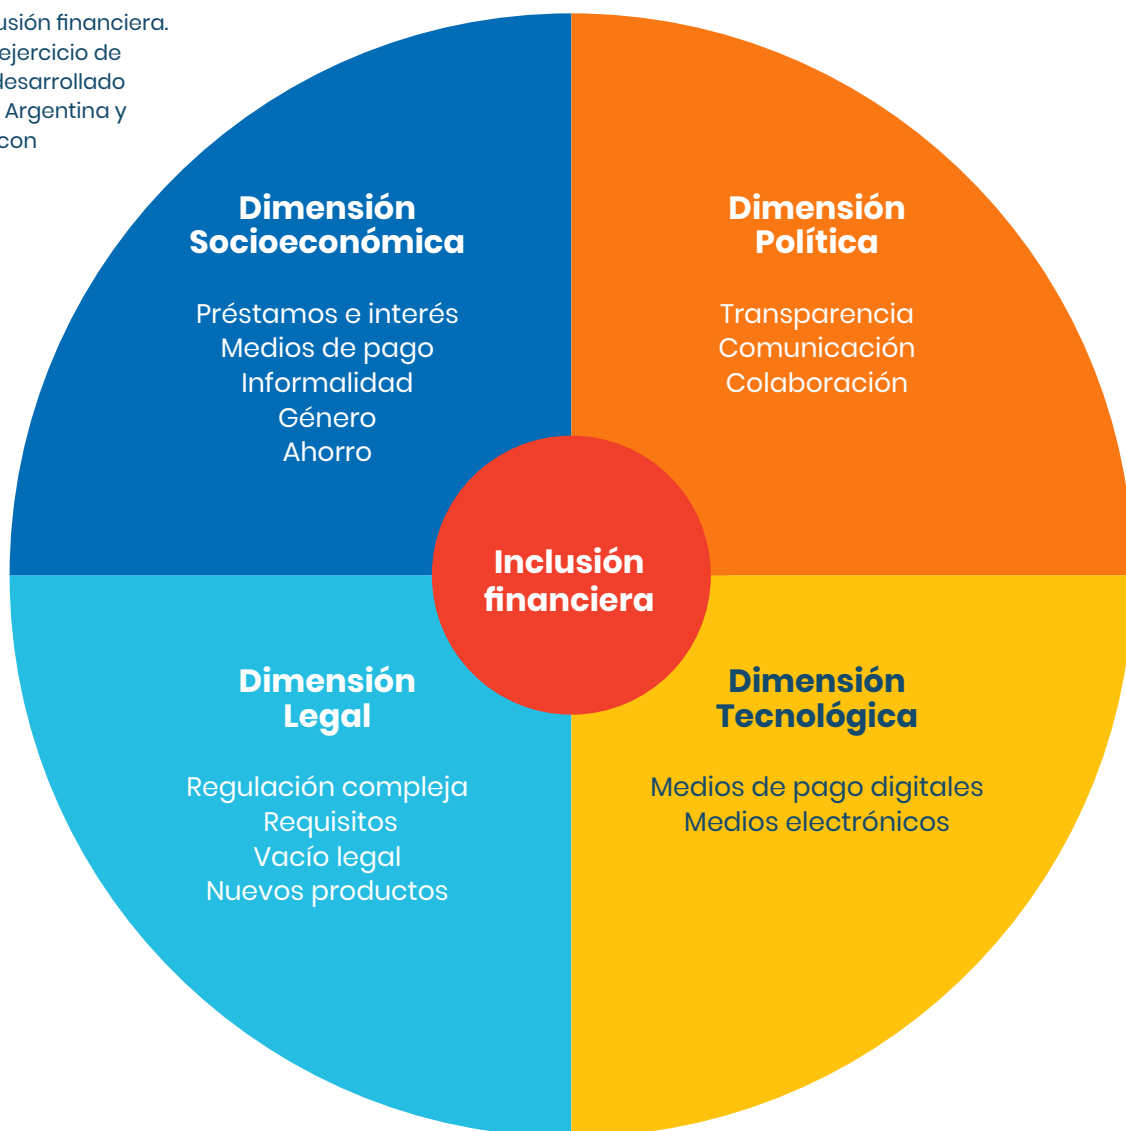 usión financiera.
ejercicio de
desarrollado
Argentina y
con
Dimensión
Socioeconómica
Préstamos e interés
Medios de pago
Informalidad
Género
Ahorro
Dimensión
Política
Transparencia
Comunicación
Colaboración
Inclusión
financiera
Dimensión
Legal
Regulación compleja
Requisitos
Vacío legal
Nuevos productos
Dimensión
Tecnológica
Medios de pago digitales
Medios electrónicos